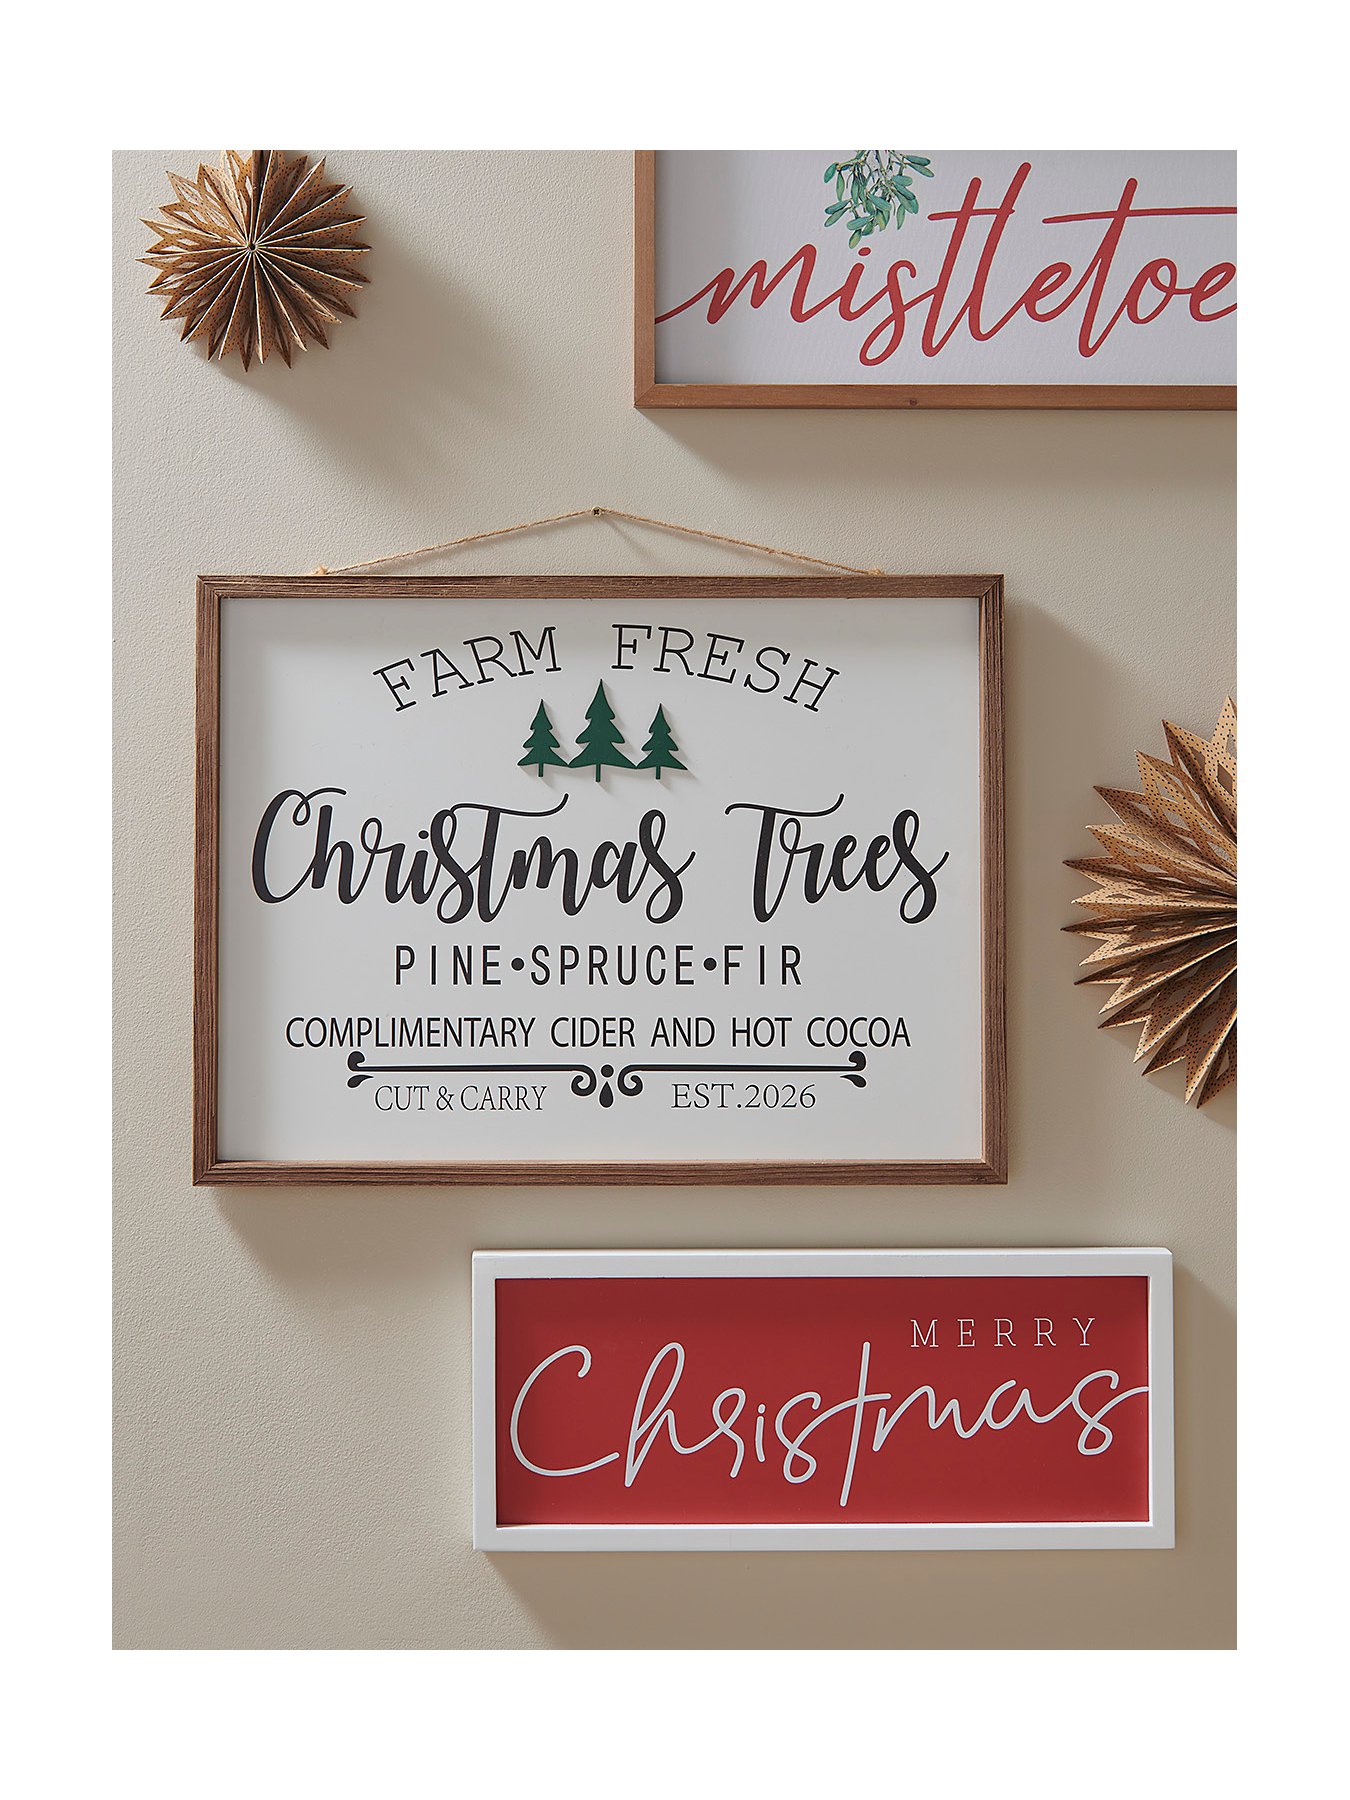 mistletoe
FARM FRESH
Christmas Trees
PINE•SPRUCE•FIR
COMPLIMENTARY CIDER AND HOT COCOA
CUT & CARRY EST.2026
MERRY
Christmas